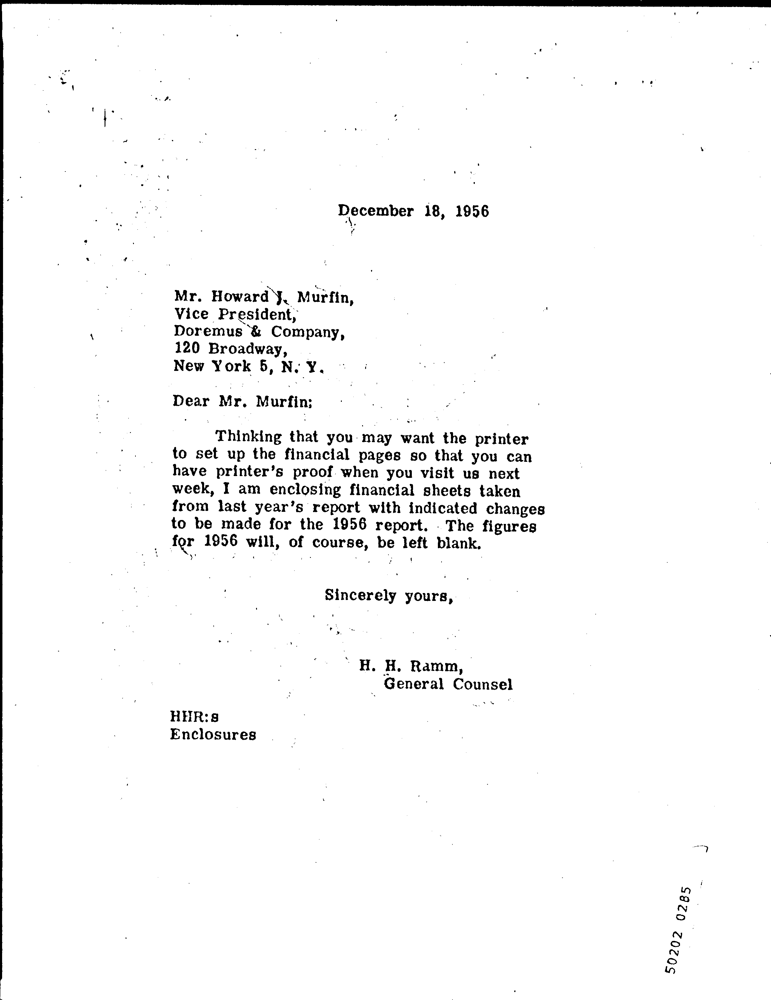 December 18, 1956
Mr. Howard J. Murfin,
Vice President,
Doremus & Company,
120 Broadway,
New York 5, N. Y.
Dear Mr. Murfin:
Thinking that you may want the printer
to set up the financial pages so that you can
have printer's proof when you visit us next
week, I am enclosing financial sheets taken
from last year's report with indicated changes
to be made for the 1956 report. The figures
for 1956 will, of course, be left blank.
Sincerely yours,
H. H. Ramm,
General Counsel
HHR:s
Enclosures
50202 0285